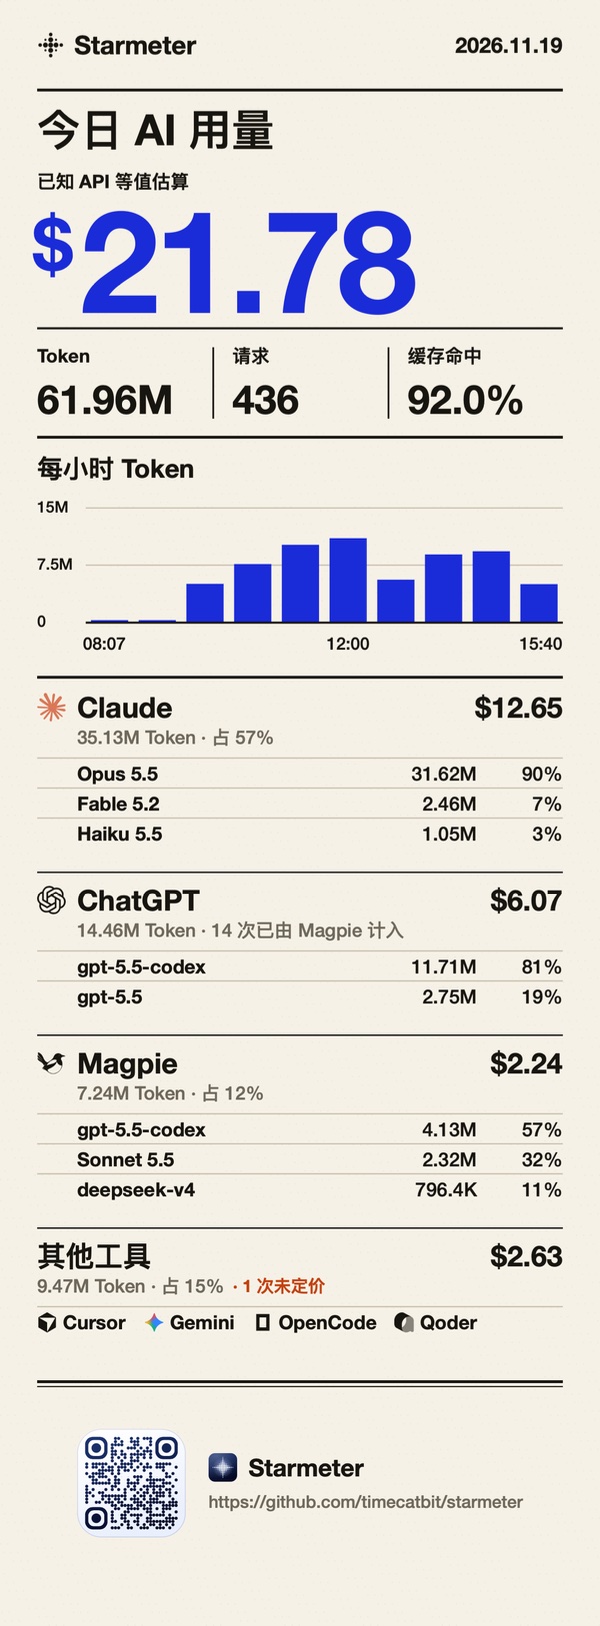 Starmeter 2026.11.19
今日 AI 用量
已知 API 等值估算
$21.78
Token 请求 缓存命中
61.96M 436 92.0%
每小时 Token
15M
7.5M
0
08:07 12:00 15:40
Claude $12.65
35.13M Token · 占 57%
Opus 5.5 31.62M 90%
Fable 5.2 2.46M 7%
Haiku 5.5 1.05M 3%
ChatGPT $6.07
14.46M Token · 14 次已由 Magpie 计入
gpt-5.5-codex 11.71M 81%
gpt-5.5 2.75M 19%
Magpie $2.24
7.24M Token · 占 12%
gpt-5.5-codex 4.13M 57%
Sonnet 5.5 2.32M 32%
deepseek-v4 796.4K 11%
其他工具 $2.63
9.47M Token · 占 15% · 1 次未定价
Cursor Gemini OpenCode Qoder
Starmeter
https://github.com/timecatbit/starmeter